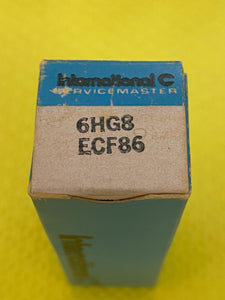 International C
SERVICEMASTER
6HG8
ECF86